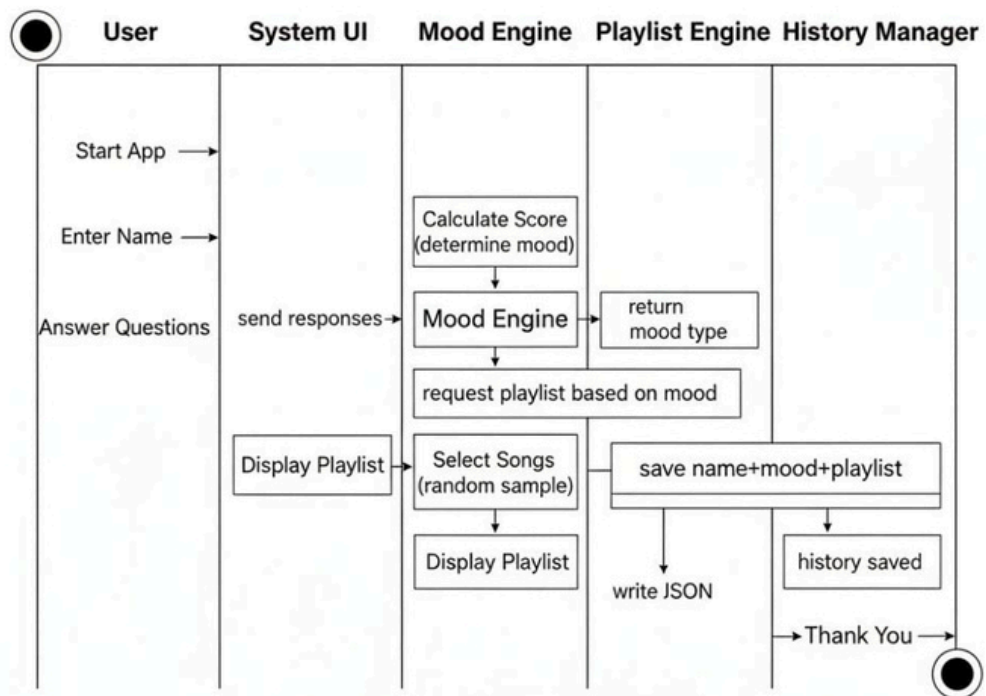 User System UI Mood Engine Playlist Engine History Manager
Start App
Calculate Score
(determine mood)
Enter Name
Answer Questions
send responses
Mood Engine
return
mood type
request playlist based on mood
Display Playlist
Select Songs
(random sample)
save name+mood+playlist
Display Playlist
write JSON
history saved
Thank You